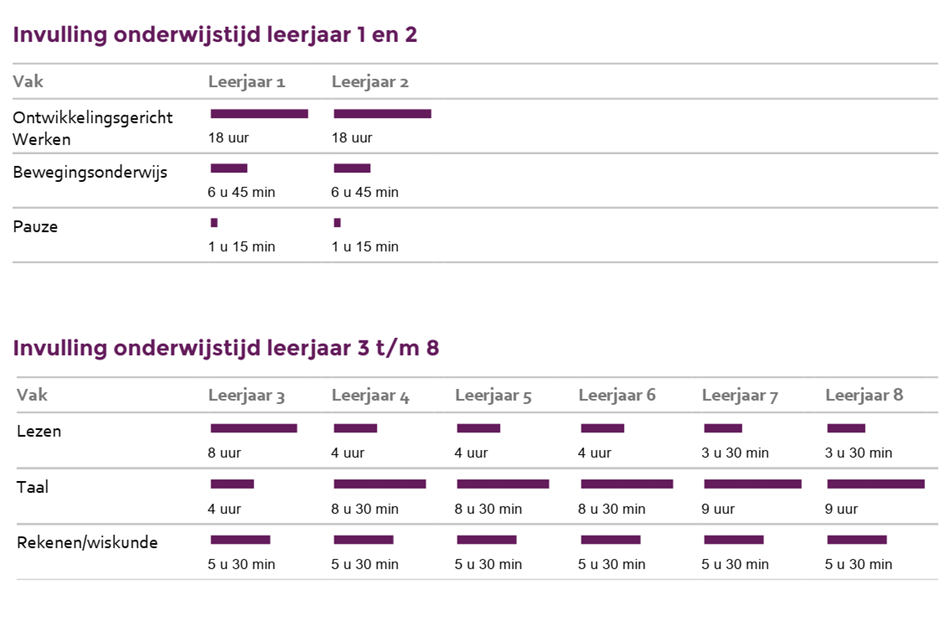 Invulling onderwijstijd leerjaar 1 en 2
Vak Leerjaar 1 Leerjaar 2
Ontwikkelingsgericht
Werken
18 uur 18 uur
Bewegingsonderwijs
6 u 45 min 6 u 45 min
Pauze
1 u 15 min 1 u 15 min
Invulling onderwijstijd leerjaar 3 t/m 8
Vak Leerjaar 3 Leerjaar 4 Leerjaar 5 Leerjaar 6 Leerjaar 7 Leerjaar 8
Lezen
8 uur 4 uur 4 uur 4 uur 3 u 30 min 3 u 30 min
Taal
4 uur 8 u 30 min 8 u 30 min 8 u 30 min 9 uur 9 uur
Rekenen/wiskunde
5 u 30 min 5 u 30 min 5 u 30 min 5 u 30 min 5 u 30 min 5 u 30 min